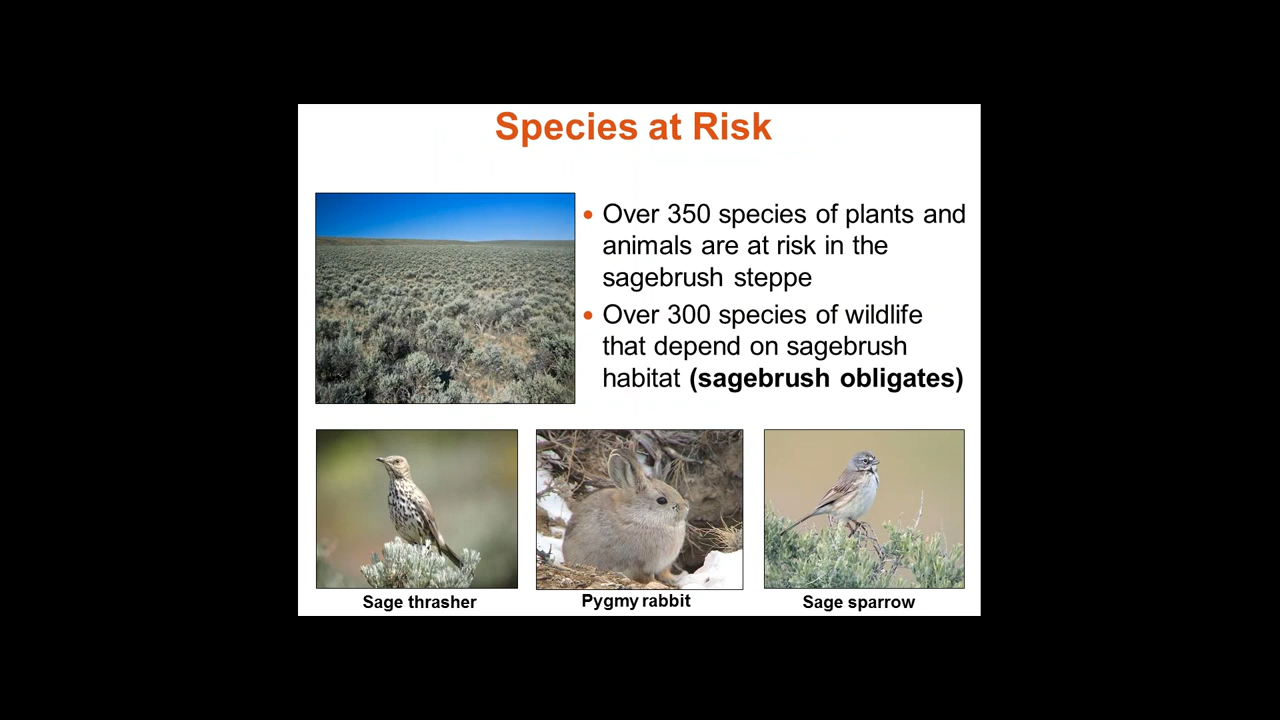 Species at Risk
• Over 350 species of plants and
animals are at risk in the
sagebrush steppe
• Over 300 species of wildlife
that depend on sagebrush
habitat (sagebrush obligates)
Sage thrasher
Pygmy rabbit
Sage sparrow